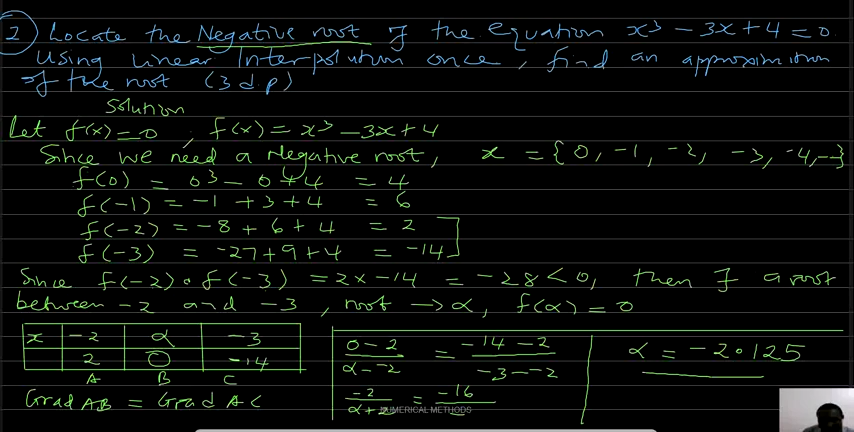 2) Locate the Negative root of the equation x³ - 3x + 4 = 0.
Using linear Interpolation once, find an approximation
of the root (3 d.p)
Solution
Let f(x) = 0 , f(x) = x³ - 3x + 4
Since we need a Negative root, x = {0, -1, -2, -3, -4, --}
f(0) = 0³ - 0 + 4 = 4
f(-1) = -1 + 3 + 4 = 6
f(-2) = -8 + 6 + 4 = 2
f(-3) = -27 + 9 + 4 = -14
Since f(-2) • f(-3) = 2 x -14 = -28 < 0, then ∃ a root
between -2 and -3, root → α, f(α) = 0
x | -2 | α | -3
2 | 0 | -14
A B C
Grad AB = Grad AC
(0 - 2)/(α - -2) = (-14 - 2)/(-3 - -2)
-2/(α + 2) = -16/
α = -2.125
NUMERICAL METHODS